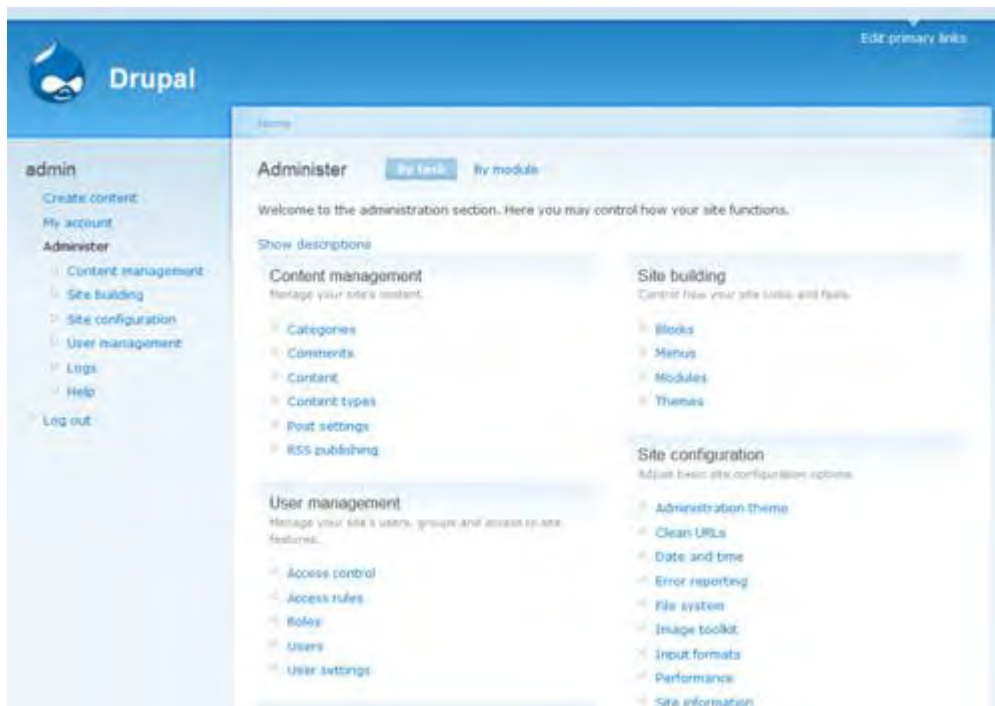 Edit primary links
Drupal
Home
admin
Create content
My account
Administer
Content management
Site building
Site configuration
User management
Logs
Help
Log out
Administer By task By module
Welcome to the administration section. Here you may control how your site functions.
Show descriptions
Content management
Manage your site's content.
Categories
Comments
Content
Content types
Post settings
RSS publishing
User management
Manage your site's users, groups and access to site
features.
Access control
Access rules
Roles
Users
User settings
Site building
Control how your site looks and feels.
Blocks
Menus
Modules
Themes
Site configuration
Adjust basic site configuration options.
Administration theme
Clean URLs
Date and time
Error reporting
File system
Image toolkit
Input formats
Performance
Site information